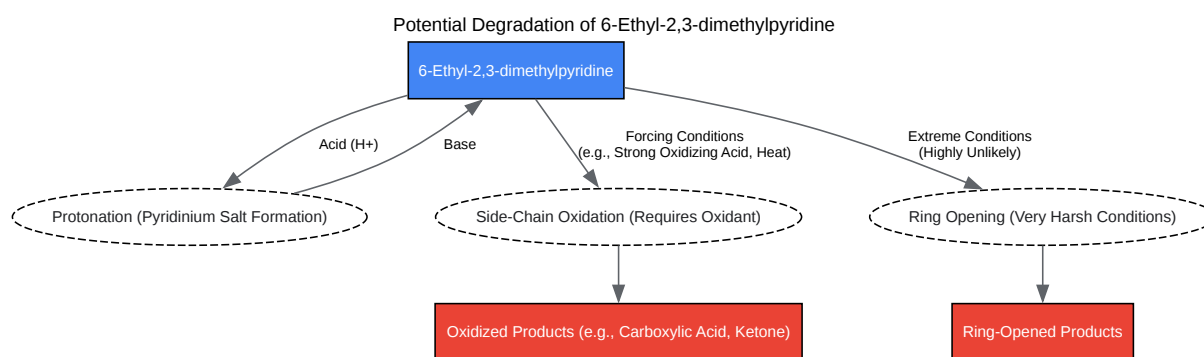 Potential Degradation of 6-Ethyl-2,3-dimethylpyridine
6-Ethyl-2,3-dimethylpyridine
Acid (H+)
Base
Forcing Conditions
(e.g., Strong Oxidizing Acid, Heat)
Extreme Conditions
(Highly Unlikely)
Protonation (Pyridinium Salt Formation)
Side-Chain Oxidation (Requires Oxidant)
Ring Opening (Very Harsh Conditions)
Oxidized Products (e.g., Carboxylic Acid, Ketone)
Ring-Opened Products